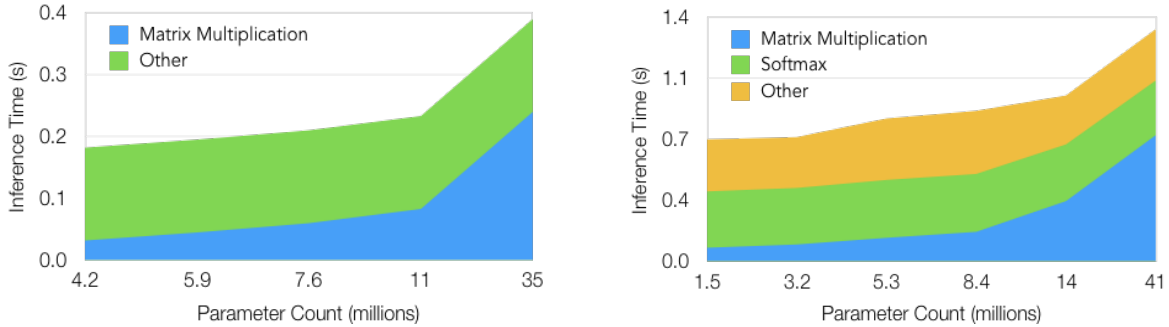 0.4
Matrix Multiplication
Other
0.3
0.2
0.1
0.0
Inference Time (s)
4.2 5.9 7.6 11 35
Parameter Count (millions)
1.4
Matrix Multiplication
Softmax
Other
1.1
0.7
0.4
0.0
Inference Time (s)
1.5 3.2 5.3 8.4 14 41
Parameter Count (millions)